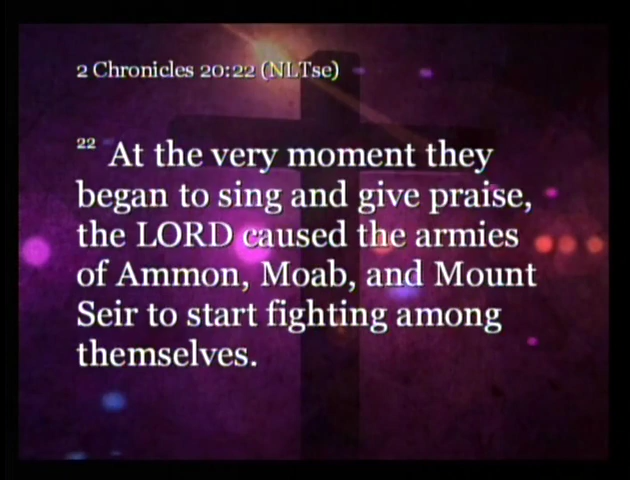 2 Chronicles 20:22 (NLTse)
22 At the very moment they
began to sing and give praise,
the LORD caused the armies
of Ammon, Moab, and Mount
Seir to start fighting among
themselves.